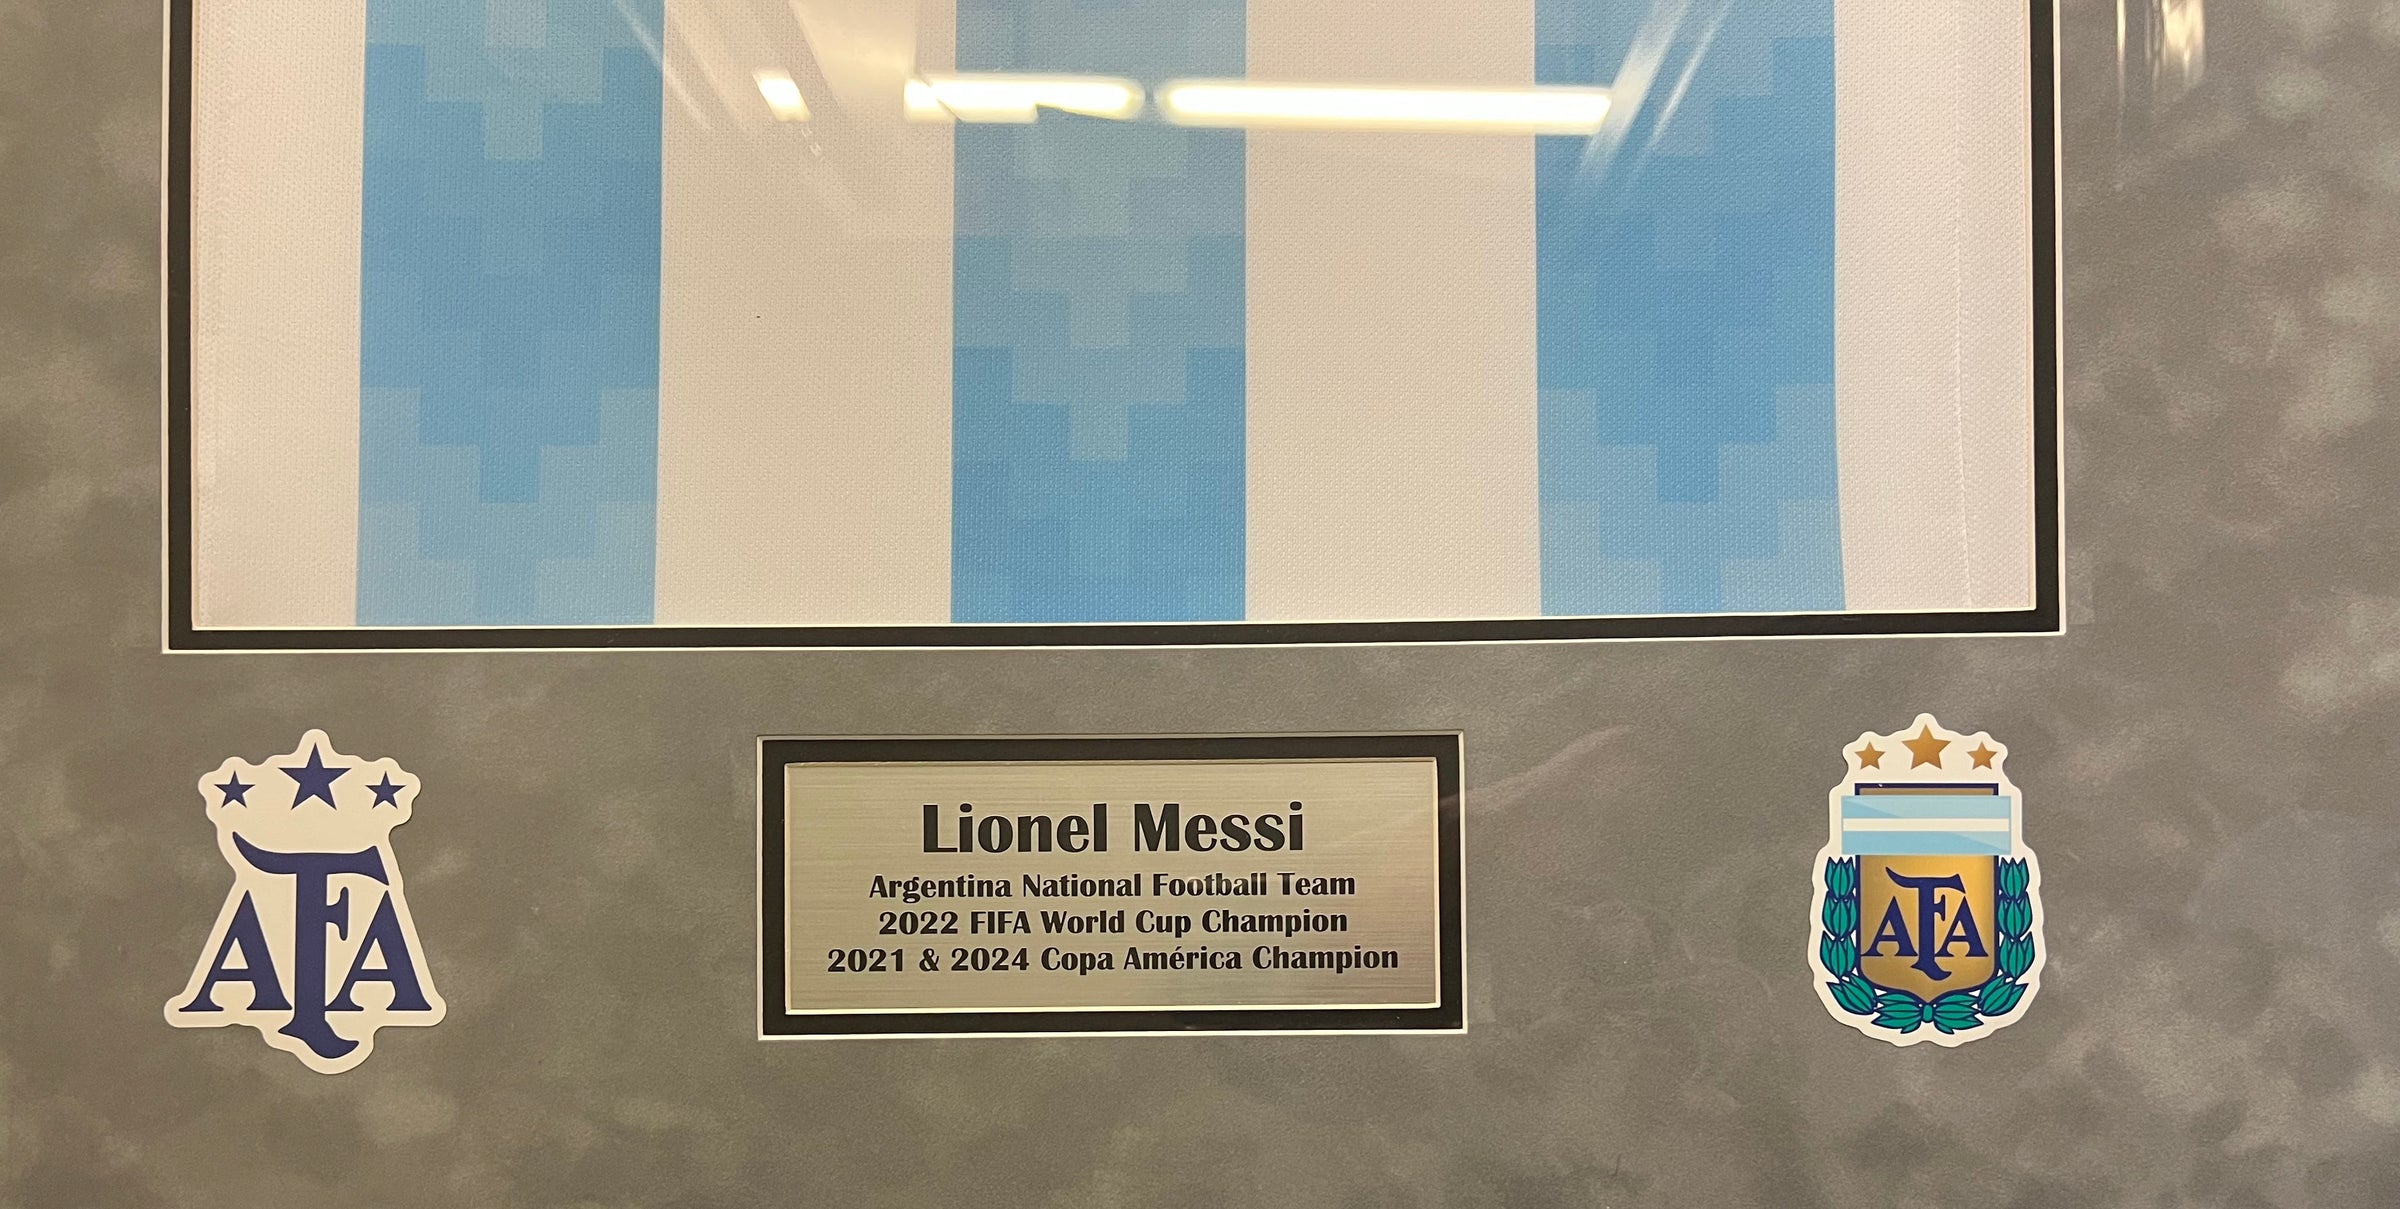 Lionel Messi
Argentina National Football Team
2022 FIFA World Cup Champion
2021 & 2024 Copa América Champion
AFA
AFA